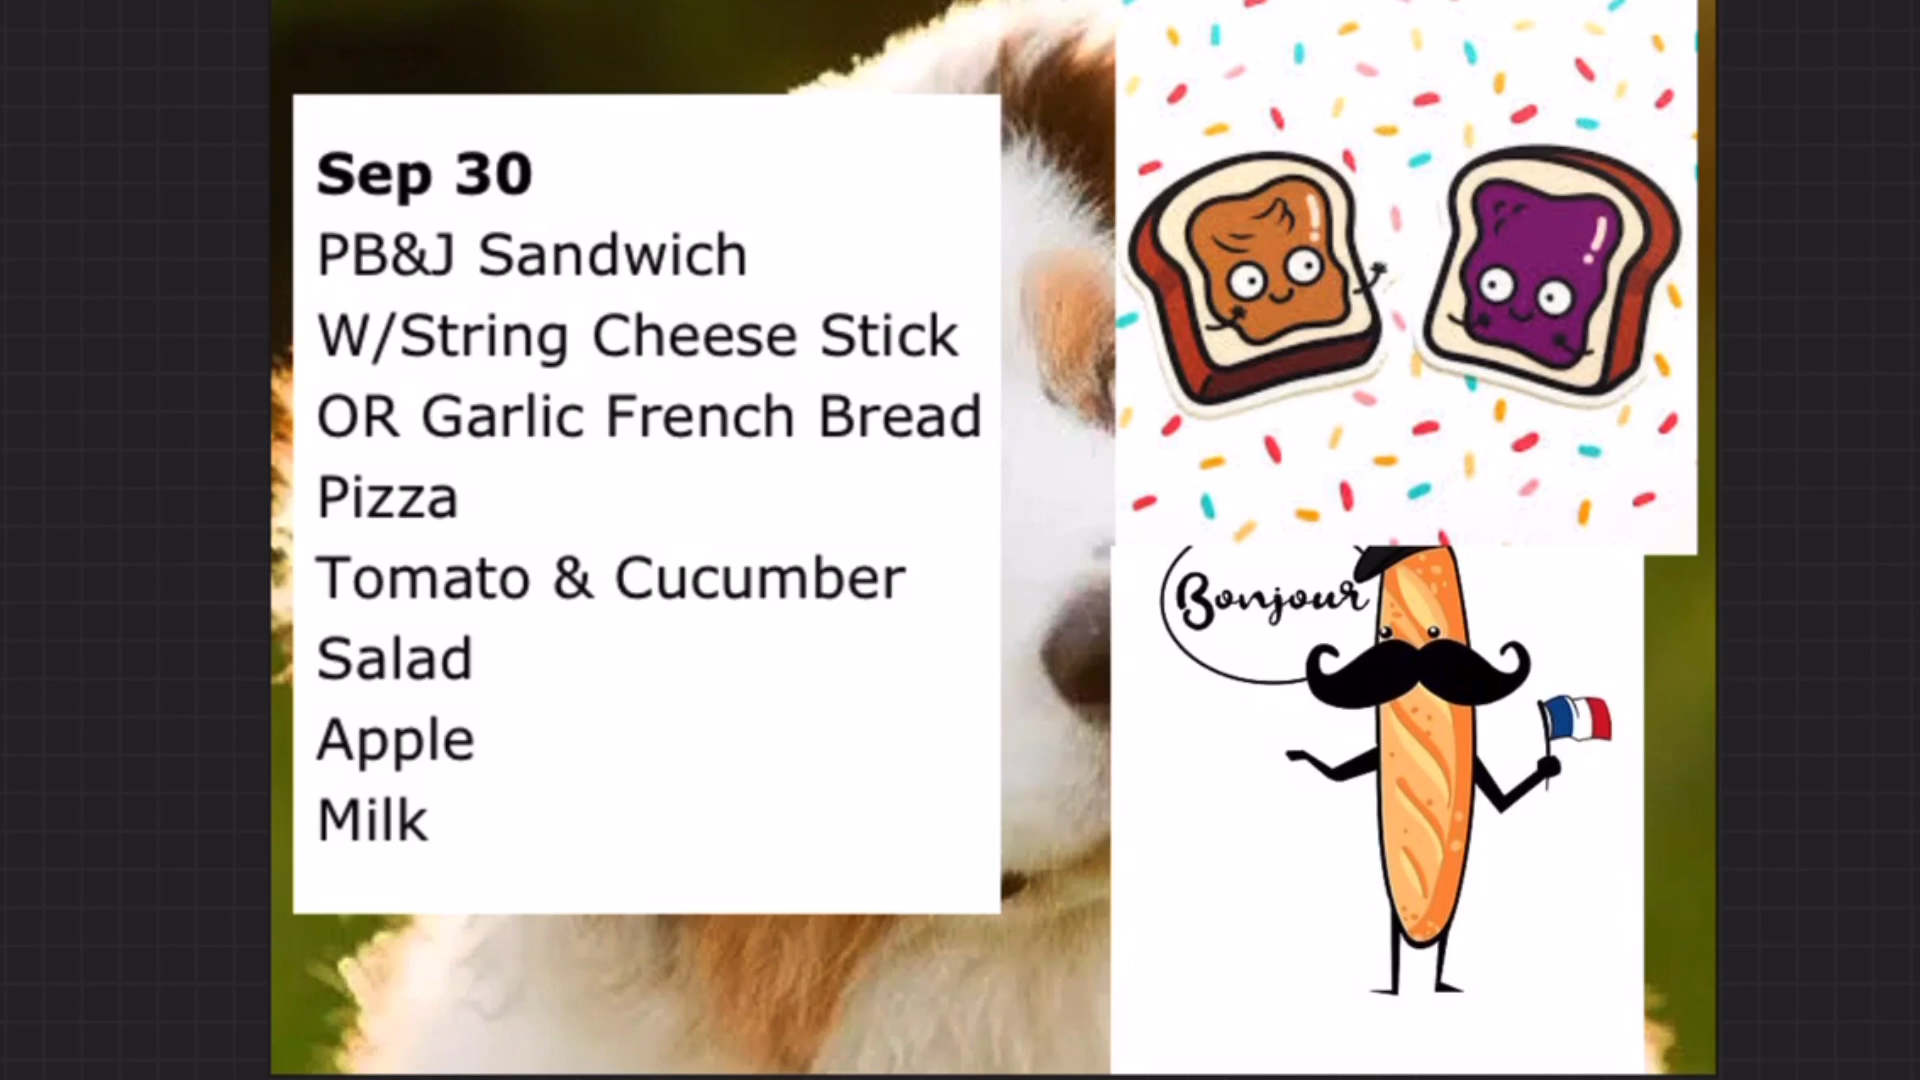 Sep 30
PB&J Sandwich
W/String Cheese Stick
OR Garlic French Bread
Pizza
Tomato & Cucumber
Salad
Apple
Milk
Bonjour